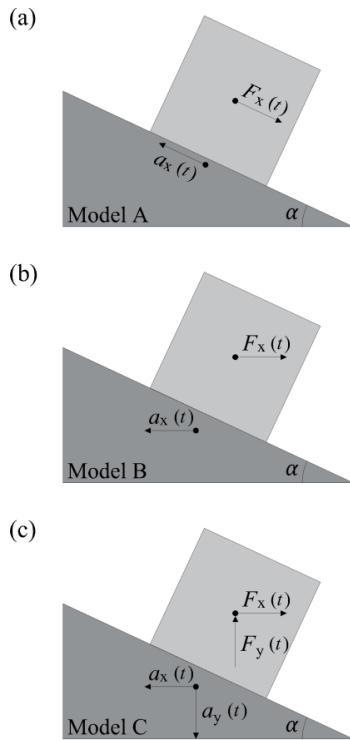 (a)
Fx(t)
ax(t)
Model A
α
(b)
Fx(t)
ax(t)
Model B
α
(c)
Fx(t)
Fy(t)
ax(t)
ay(t)
Model C
α